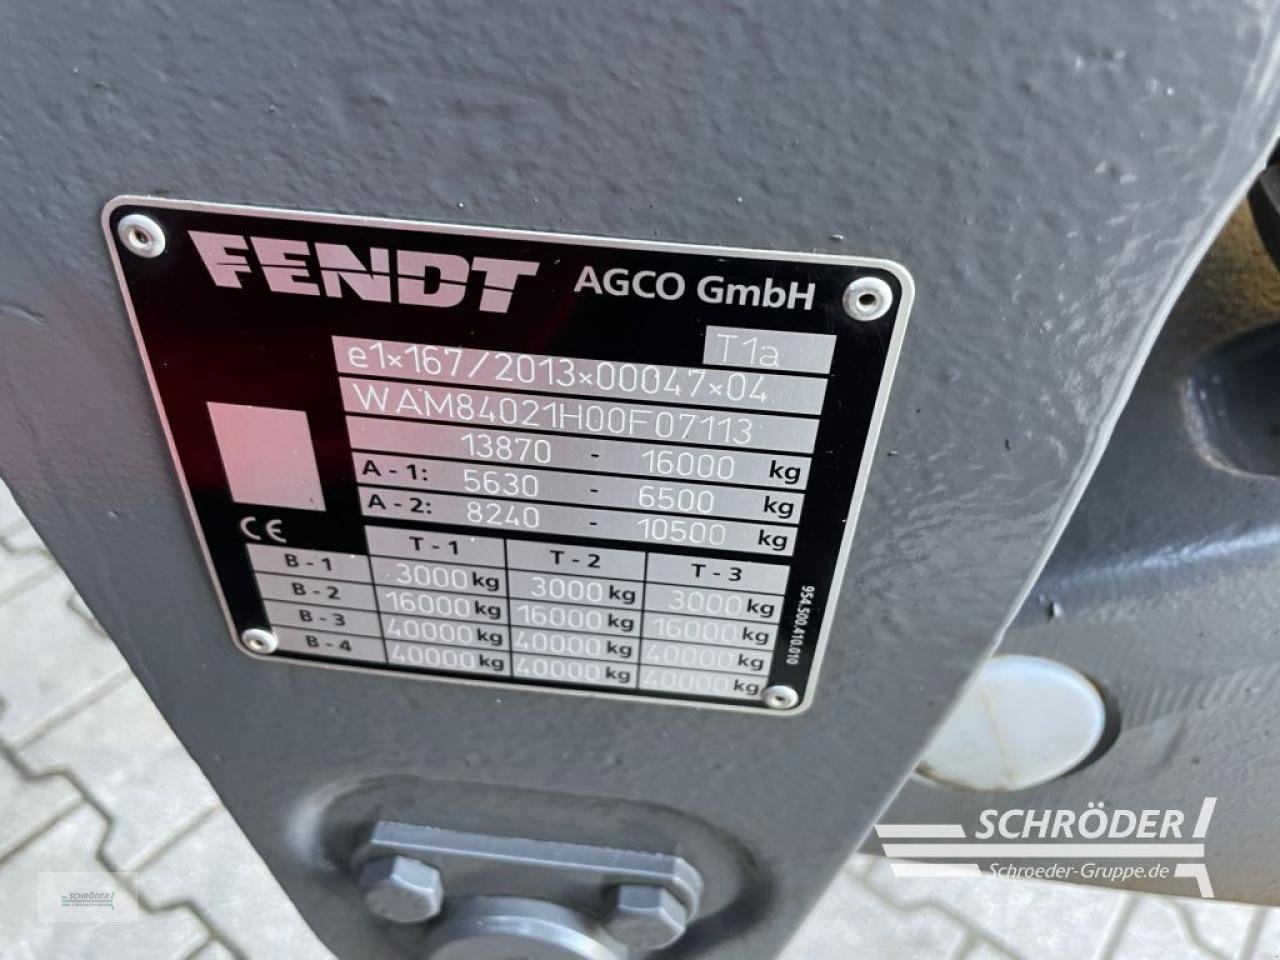 FENDT AGCO GmbH
T1a
e1*167/2013*00047*04
WAM84021H00F07113
13870 - 16000 kg
A - 1: 5630 - 6500 kg
A - 2: 8240 - 10500 kg
CE
T - 1 T - 2 T - 3
B - 1 3000 kg 3000 kg 3000 kg
B - 2 16000 kg 16000 kg 16000 kg
B - 3 40000 kg 40000 kg 40000 kg
B - 4 40000 kg 40000 kg 40000 kg
954.500.410.010
SCHRÖDER
Schroeder-Gruppe.de
SCHRÖDER